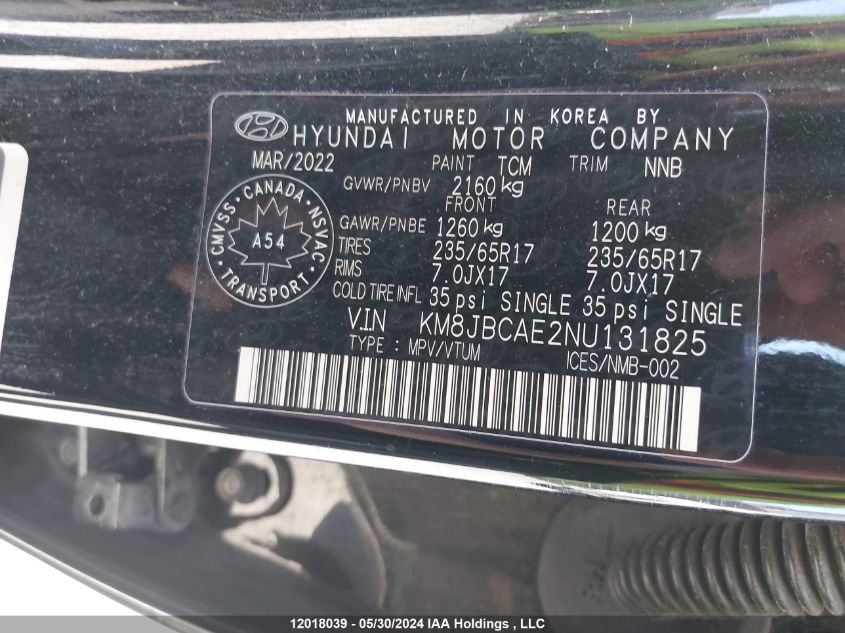 MANUFACTURED IN KOREA BY
HYUNDAI MOTOR COMPANY
MAR/2022 PAINT TCM TRIM NNB
GVWR/PNBV 2160 kg
FRONT REAR
GAWR/PNBE 1260 kg 1200 kg
TIRES 235/65R17 235/65R17
RIMS 7.0JX17 7.0JX17
COLD TIRE INFL 35 psi SINGLE 35 psi SINGLE
CMVSS · CANADA · NSVAC
A54
TRANSPORT
V.I.N KM8JBCAE2NU131825
TYPE : MPV/VTUM ICES/NMB-002
12018039 - 05/30/2024 IAA Holdings , LLC